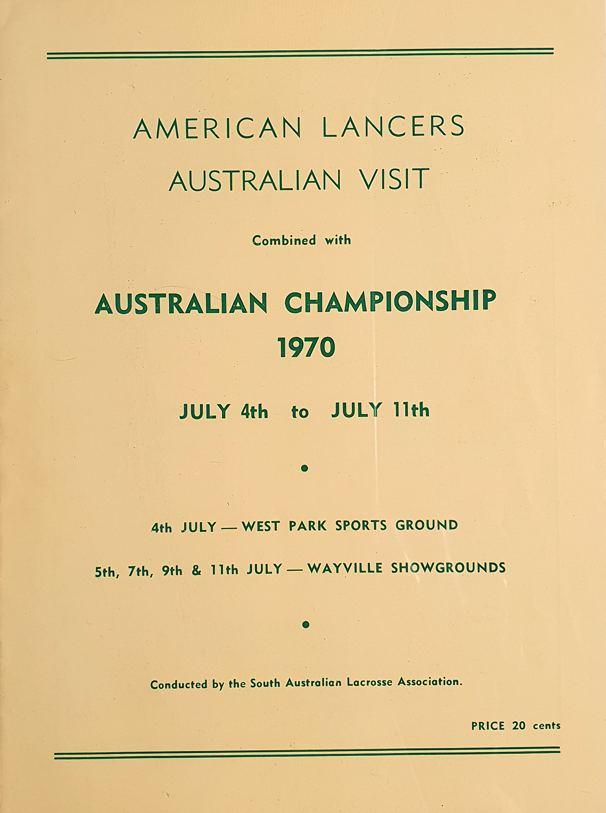 AMERICAN LANCERS
AUSTRALIAN VISIT
Combined with
AUSTRALIAN CHAMPIONSHIP
1970
JULY 4th to JULY 11th
4th JULY — WEST PARK SPORTS GROUND
5th, 7th, 9th & 11th JULY — WAYVILLE SHOWGROUNDS
Conducted by the South Australian Lacrosse Association.
PRICE 20 cents